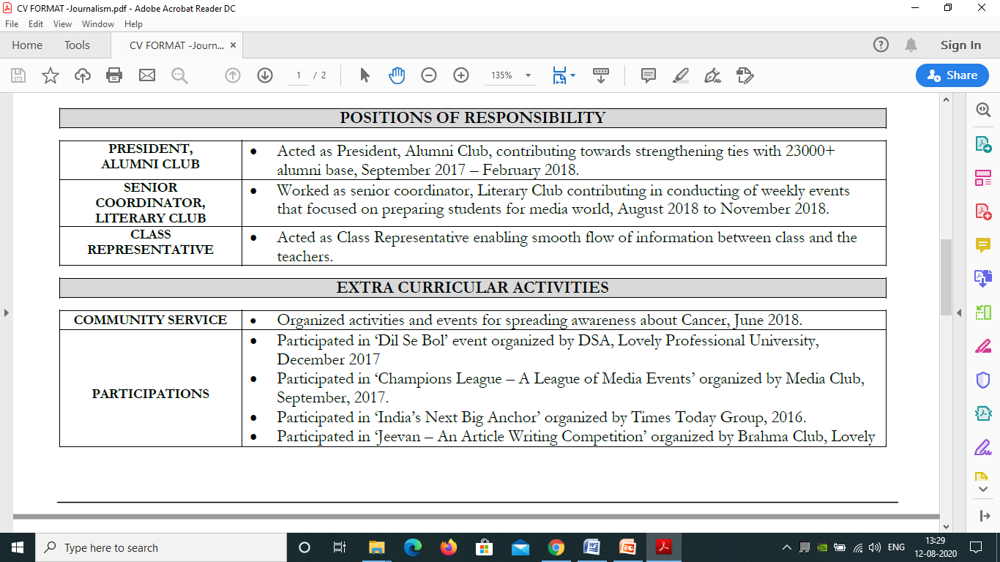 CV FORMAT -Journalism.pdf - Adobe Acrobat Reader DC
File Edit View Window Help
Home Tools CV FORMAT -Journ... ×
Sign In
1 / 2 135% Share
POSITIONS OF RESPONSIBILITY
PRESIDENT,
ALUMNI CLUB
• Acted as President, Alumni Club, contributing towards strengthening ties with 23000+
alumni base, September 2017 – February 2018.
SENIOR
COORDINATOR,
LITERARY CLUB
• Worked as senior coordinator, Literary Club contributing in conducting of weekly events
that focused on preparing students for media world, August 2018 to November 2018.
CLASS
REPRESENTATIVE
• Acted as Class Representative enabling smooth flow of information between class and the
teachers.
EXTRA CURRICULAR ACTIVITIES
COMMUNITY SERVICE
• Organized activities and events for spreading awareness about Cancer, June 2018.
PARTICIPATIONS
• Participated in ‘Dil Se Bol’ event organized by DSA, Lovely Professional University,
December 2017
• Participated in ‘Champions League – A League of Media Events’ organized by Media Club,
September, 2017.
• Participated in ‘India’s Next Big Anchor’ organized by Times Today Group, 2016.
• Participated in ‘Jeevan – An Article Writing Competition’ organized by Brahma Club, Lovely
Type here to search
ENG
13:29
12-08-2020